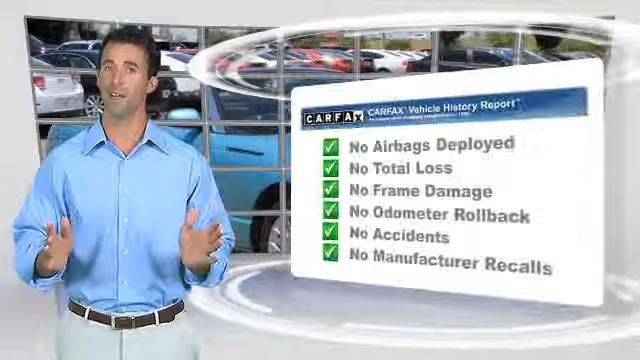 CARFAX CARFAX Vehicle History Report
No Airbags Deployed
No Total Loss
No Frame Damage
No Odometer Rollback
No Accidents
No Manufacturer Recalls